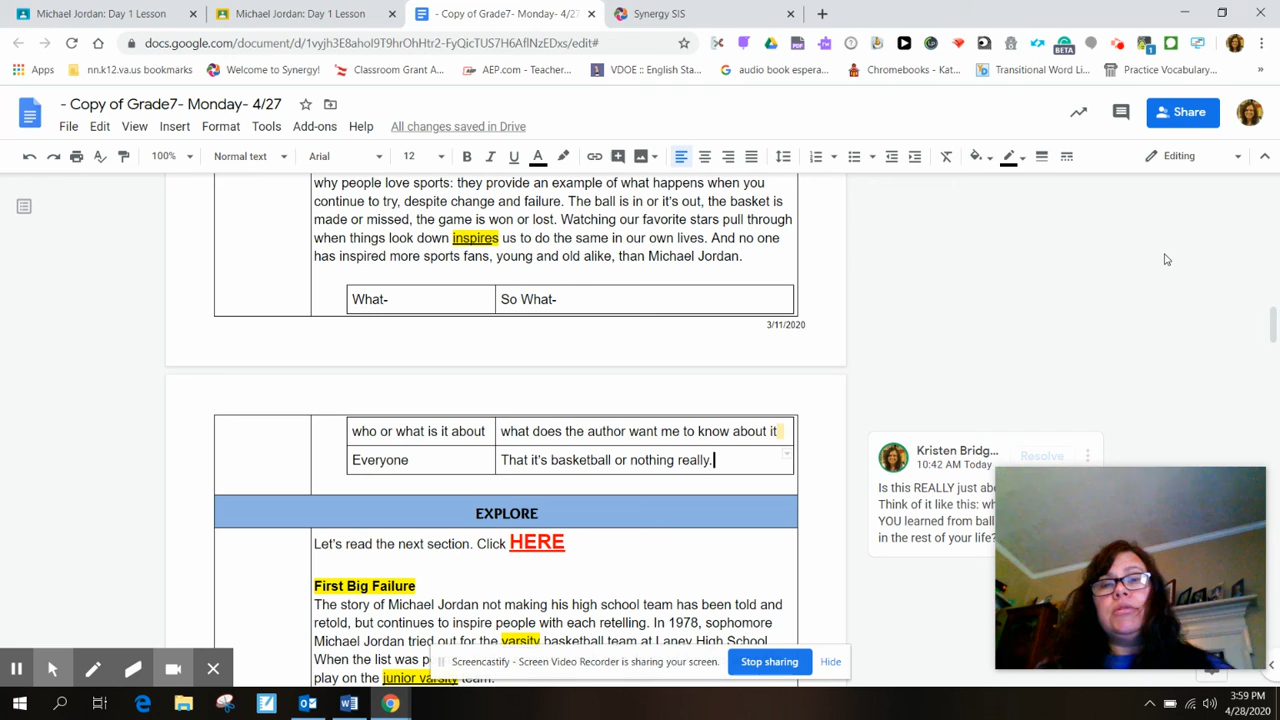 Michael Jordan: Day 1 Lesson
Michael Jordan: Day 1 Lesson
- Copy of Grade7- Monday- 4/27
Synergy SIS
docs.google.com/document/d/1vyjh3E8ahoI9T9hrOhHtr2-FyQicTUS7H6AflNzEDxs/edit#
Apps
nn.k12.va.us bookmarks
Welcome to Synergy!
Classroom Grant A...
AEP.com - Teacher...
VDOE :: English Sta...
audio book espera...
Chromebooks - Kat...
Transitional Word Li...
Practice Vocabulary...
- Copy of Grade7- Monday- 4/27
File Edit View Insert Format Tools Add-ons Help All changes saved in Drive
Share
100% Normal text Arial 12 B I U A Editing
why people love sports: they provide an example of what happens when you
continue to try, despite change and failure. The ball is in or it's out, the basket is
made or missed, the game is won or lost. Watching our favorite stars pull through
when things look down inspires us to do the same in our own lives. And no one
has inspired more sports fans, young and old alike, than Michael Jordan.
What- So What-
3/11/2020
who or what is it about what does the author want me to know about it
Everyone That it's basketball or nothing really.
EXPLORE
Let's read the next section. Click HERE
First Big Failure
The story of Michael Jordan not making his high school team has been told and
retold, but continues to inspire people with each retelling. In 1978, sophomore
Michael Jordan tried out for the varsity basketball team at Laney High School.
When the list was p
play on the junior varsity team.
Kristen Bridg...
10:42 AM Today
Resolve
Is this REALLY just abo
Think of it like this: wh
YOU learned from ball
in the rest of your life?
Screencastify - Screen Video Recorder is sharing your screen.
Stop sharing
Hide
3:59 PM
4/28/2020